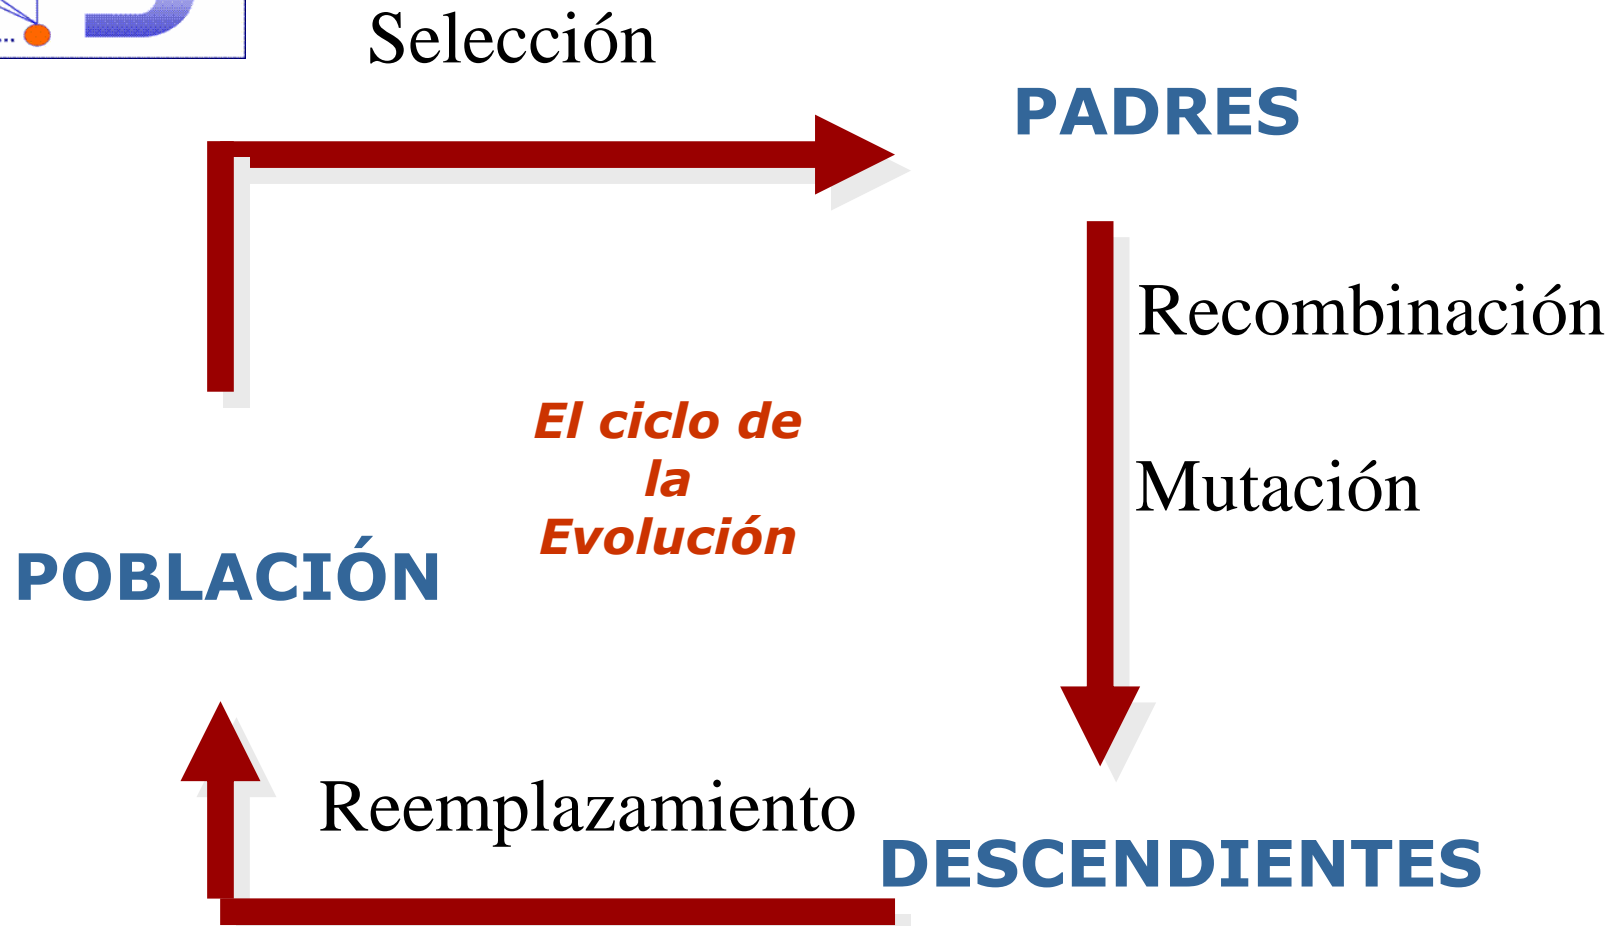 Selección
PADRES
Recombinación
El ciclo de
la
Evolución
Mutación
POBLACIÓN
Reemplazamiento
DESCENDIENTES